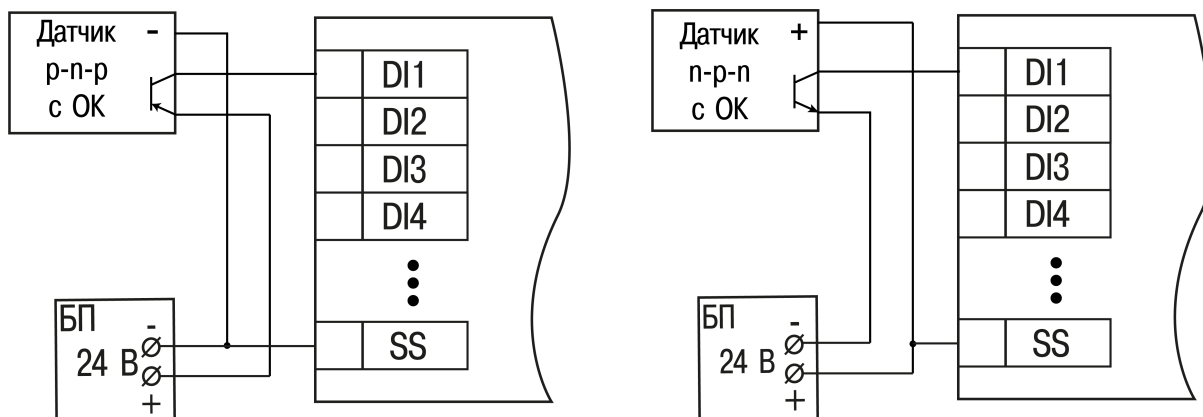 Датчик -
p-n-p
с ОК
DI1
DI2
DI3
DI4
SS
БП
-
24 В
+
Датчик +
n-p-n
с ОК
DI1
DI2
DI3
DI4
SS
БП
-
24 В
+